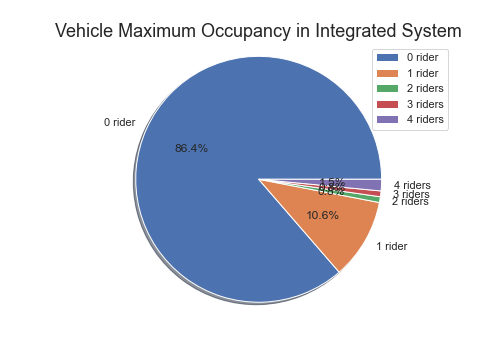 Vehicle Maximum Occupancy in Integrated System
0 rider
1 rider
2 riders
3 riders
4 riders
0 rider
86.4%
1.5%
4 riders
3 riders
2 riders
10.6%
1 rider